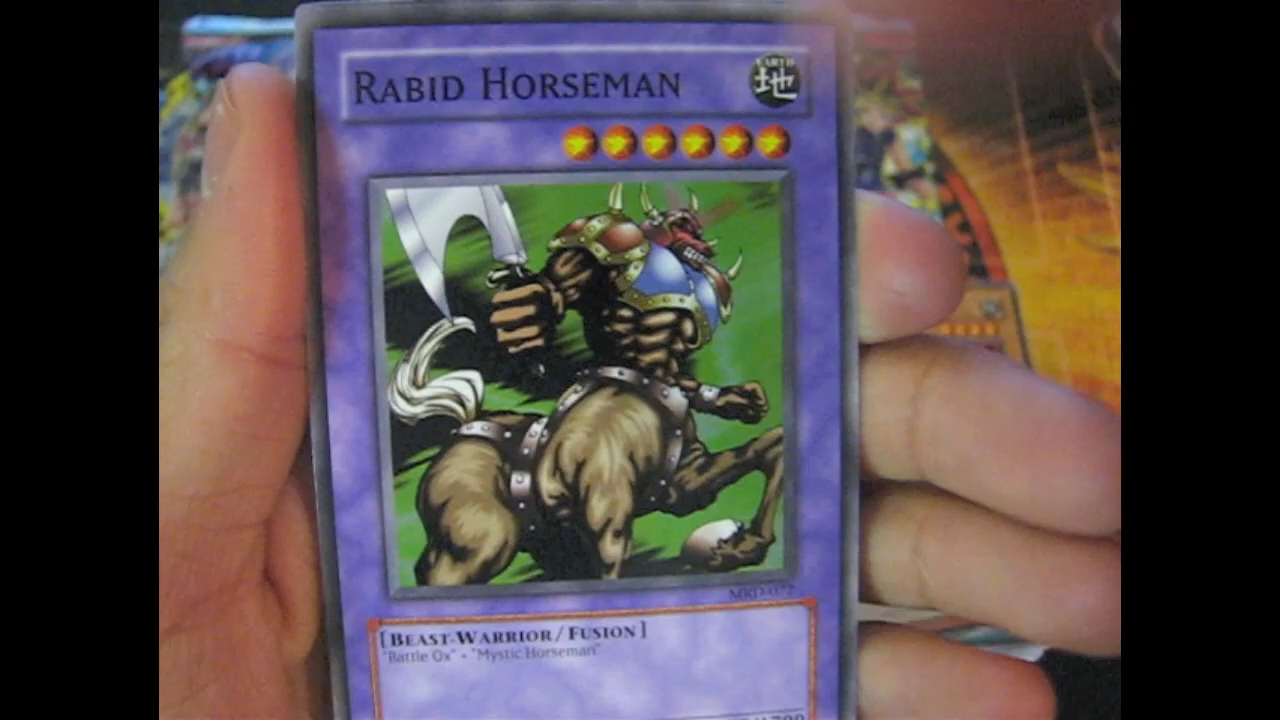 RABID HORSEMAN
EARTH
地
[BEAST-WARRIOR/FUSION]
"Battle Ox" + "Mystic Horseman"